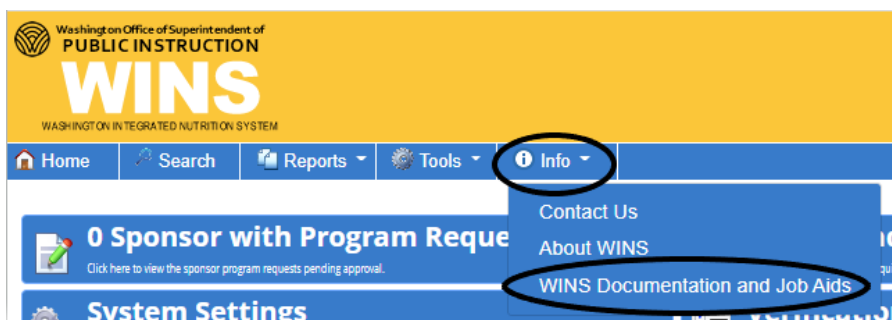 Washington Office of Superintendent of
PUBLIC INSTRUCTION
WINS
WASHINGTON INTEGRATED NUTRITION SYSTEM
Home Search Reports Tools Info
Contact Us
About WINS
WINS Documentation and Job Aids
0 Sponsor with Program Reque
Click here to view the sponsor program requests pending approval.
System Settings